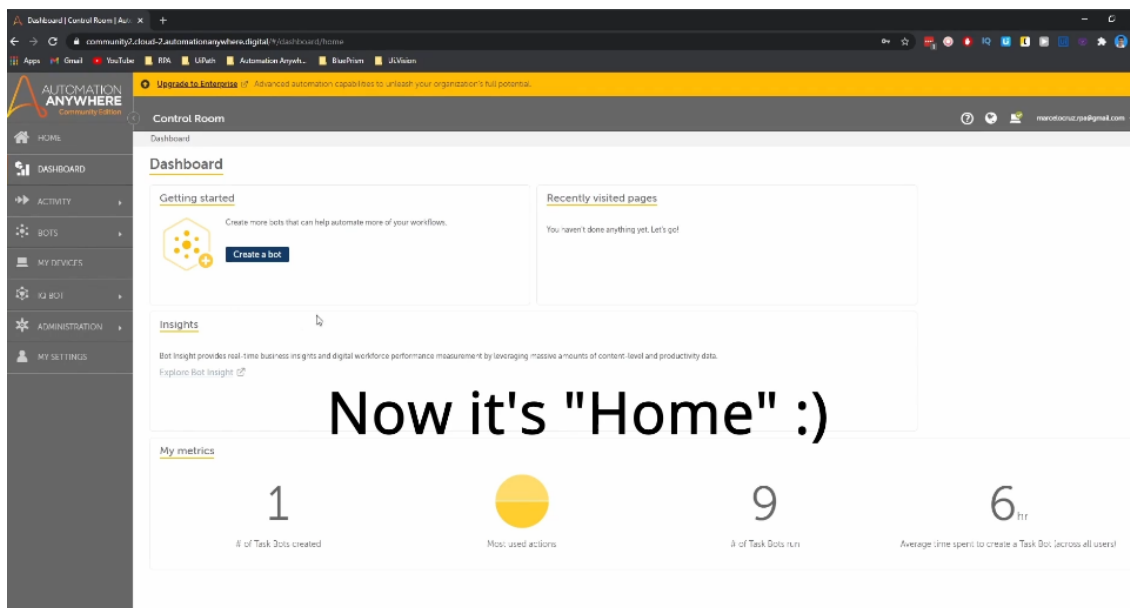 Dashboard | Control Room | Auto
community2.cloud-2.automationanywhere.digital/#/dashboard/home
Apps Gmail YouTube RPA UiPath Automation Anywh... BluePrism UI.Vision
AUTOMATION
ANYWHERE
Community Edition
Upgrade to Enterprise Advanced automation capabilities to unleash your organization's full potential.
Control Room
marcelocruz.rpa@gmail.com
HOME
DASHBOARD
ACTIVITY
BOTS
MY DEVICES
IQ BOT
ADMINISTRATION
MY SETTINGS
Dashboard
Dashboard
Getting started
Create more bots that can help automate more of your workflows.
Create a bot
Recently visited pages
You haven't done anything yet. Let's go!
Insights
Bot Insight provides real-time business insights and digital workforce performance measurement by leveraging massive amounts of content-level and productivity data.
Explore Bot Insight
Now it's "Home" :)
My metrics
1
# of Task Bots created
Most used actions
9
# of Task Bots run
6 hr
Average time spent to create a Task Bot (across all users)